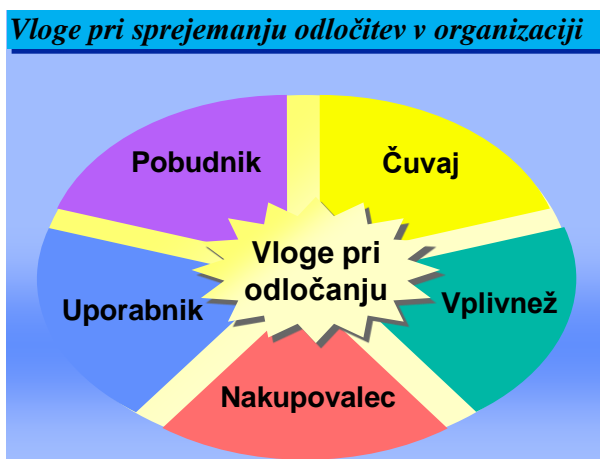 Vloge pri sprejemanju odločitev v organizaciji
Pobudnik
Čuvaj
Vloge pri
odločanju
Uporabnik
Vplivnež
Nakupovalec